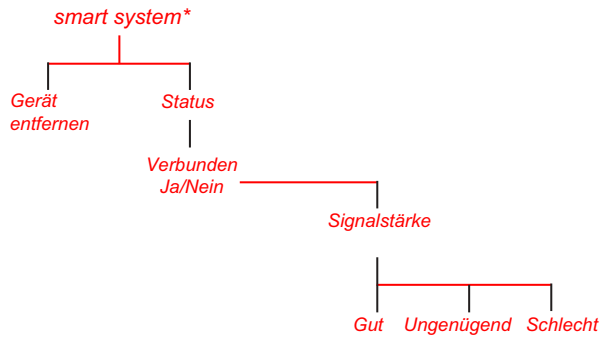 smart system*
Gerät
entfernen
Status
Verbunden
Ja/Nein
Signalstärke
Gut
Ungenügend
Schlecht